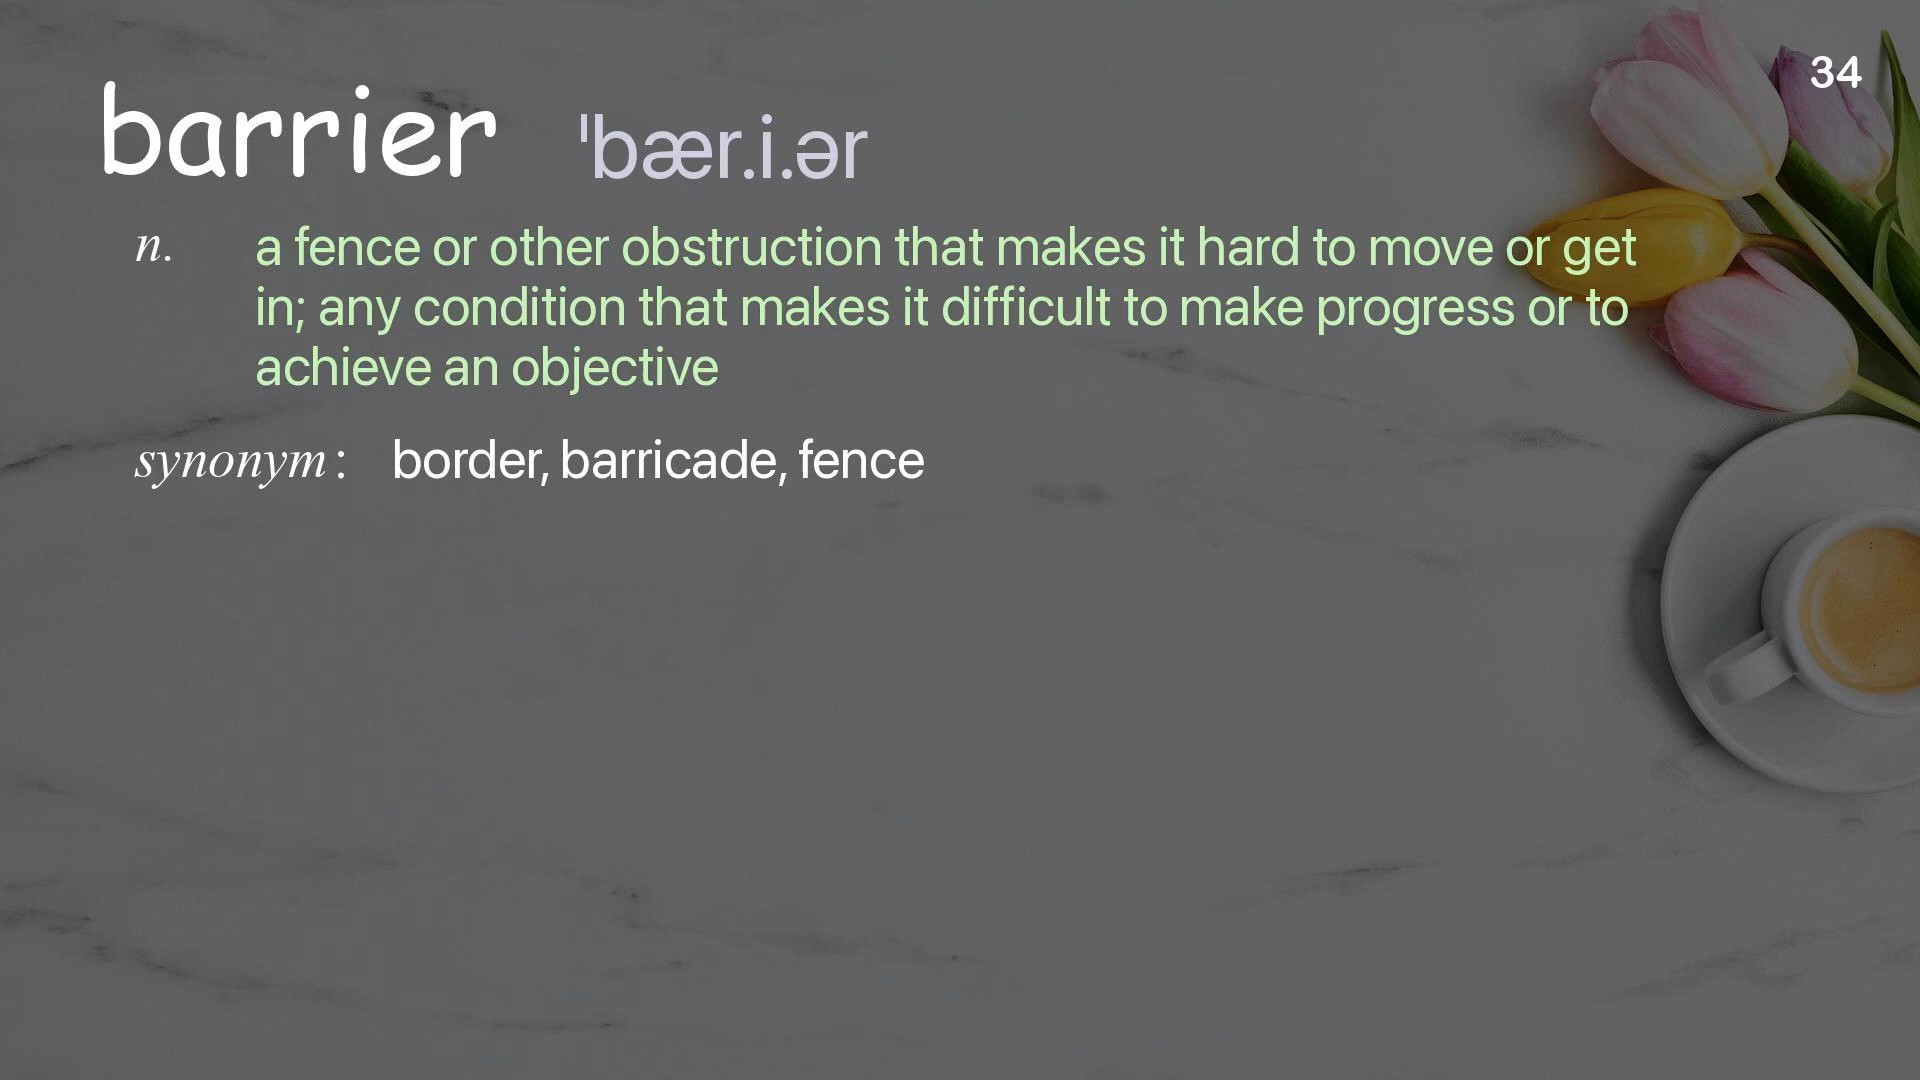 34
barrier ˈbær.i.ər
n. a fence or other obstruction that makes it hard to move or get
in; any condition that makes it difficult to make progress or to
achieve an objective
synonym: border, barricade, fence